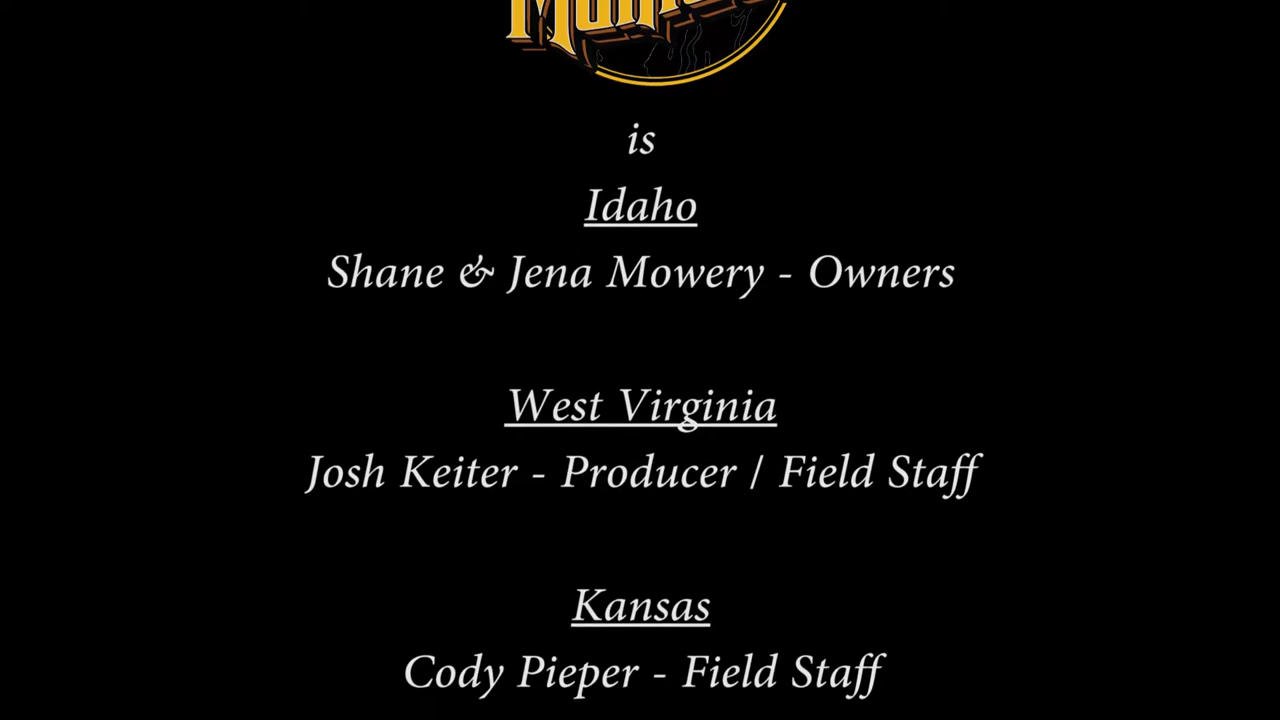 is
Idaho
Shane & Jena Mowery - Owners
West Virginia
Josh Keiter - Producer / Field Staff
Kansas
Cody Pieper - Field Staff